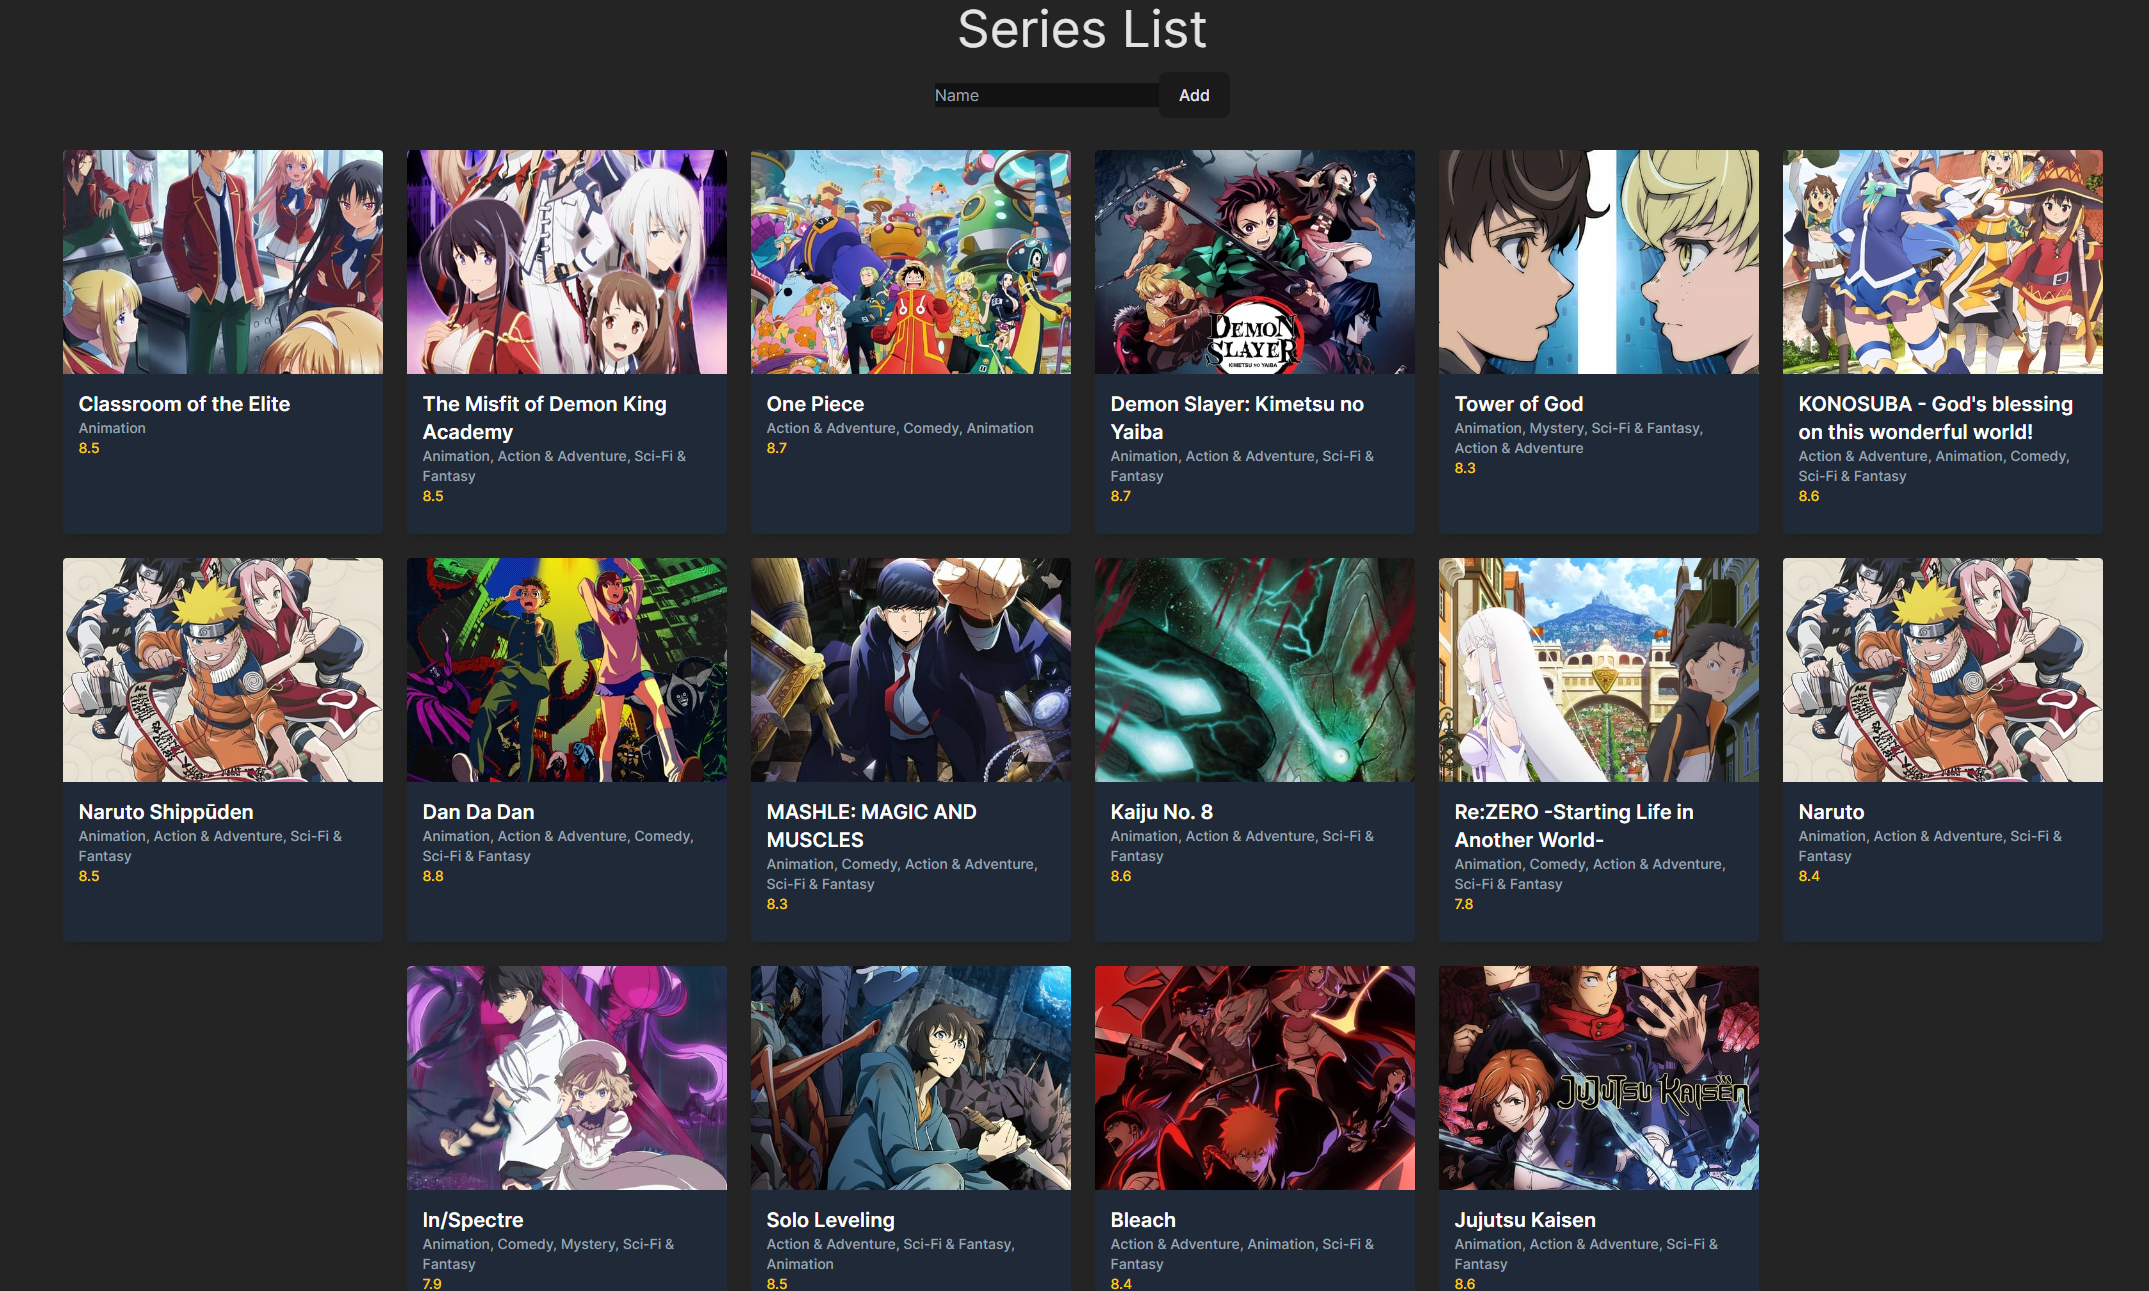 Series List
Name
Add
DEMON
SLAYER
KIMETSU NO YAIBA
Classroom of the Elite
Animation
8.5
The Misfit of Demon King
Academy
Animation, Action & Adventure, Sci-Fi &
Fantasy
8.5
One Piece
Action & Adventure, Comedy, Animation
8.7
Demon Slayer: Kimetsu no
Yaiba
Animation, Action & Adventure, Sci-Fi &
Fantasy
8.7
Tower of God
Animation, Mystery, Sci-Fi & Fantasy,
Action & Adventure
8.3
KONOSUBA - God's blessing
on this wonderful world!
Action & Adventure, Animation, Comedy,
Sci-Fi & Fantasy
8.6
Naruto Shippūden
Animation, Action & Adventure, Sci-Fi &
Fantasy
8.5
Dan Da Dan
Animation, Action & Adventure, Comedy,
Sci-Fi & Fantasy
8.8
MASHLE: MAGIC AND
MUSCLES
Animation, Comedy, Action & Adventure,
Sci-Fi & Fantasy
8.3
Kaiju No. 8
Animation, Action & Adventure, Sci-Fi &
Fantasy
8.6
Re:ZERO -Starting Life in
Another World-
Animation, Comedy, Action & Adventure,
Sci-Fi & Fantasy
7.8
Naruto
Animation, Action & Adventure, Sci-Fi &
Fantasy
8.4
JUJUTSU KAISEN
In/Spectre
Animation, Comedy, Mystery, Sci-Fi &
Fantasy
7.9
Solo Leveling
Action & Adventure, Sci-Fi & Fantasy,
Animation
8.5
Bleach
Action & Adventure, Animation, Sci-Fi &
Fantasy
8.4
Jujutsu Kaisen
Animation, Action & Adventure, Sci-Fi &
Fantasy
8.6